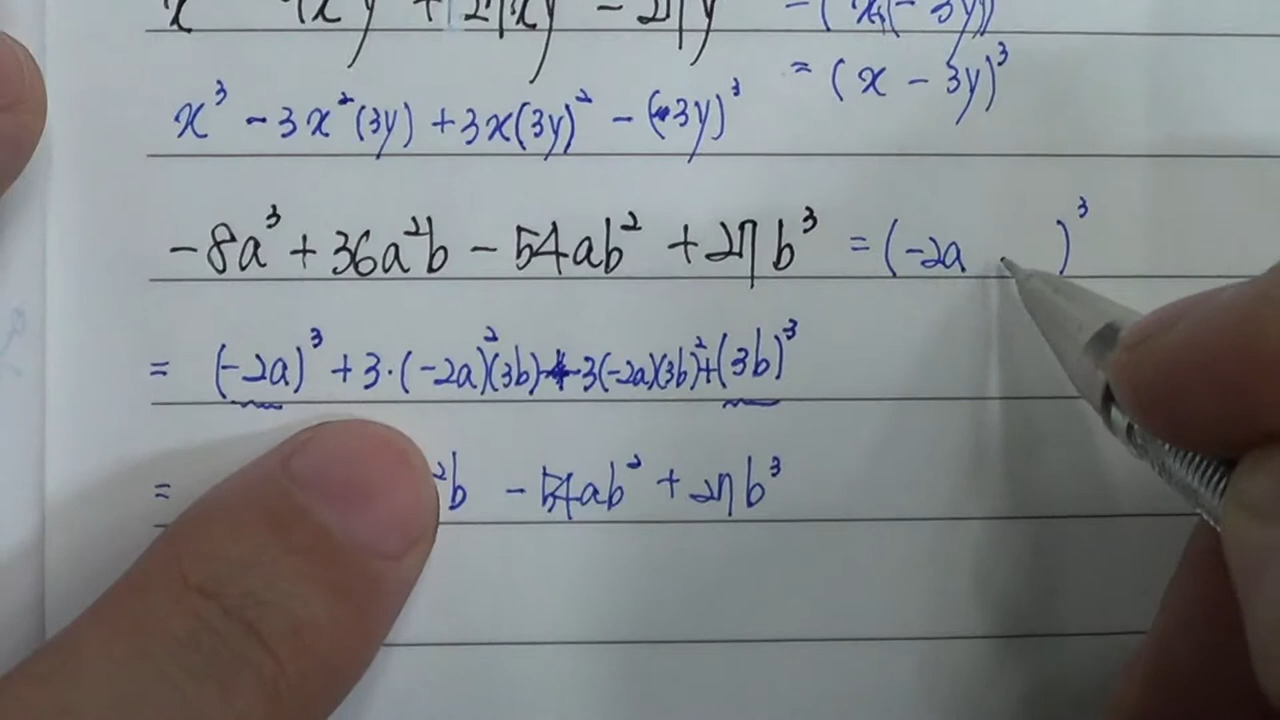 = (x - 3y)³
x³ - 3x²(3y) + 3x(3y)² - (3y)³
-8a³ + 36a²b - 54ab² + 27b³ = (-2a )³
= (-2a)³ + 3·(-2a)²(3b) + 3(-2a)(3b)² + (3b)³
= ²b - 54ab² + 27b³